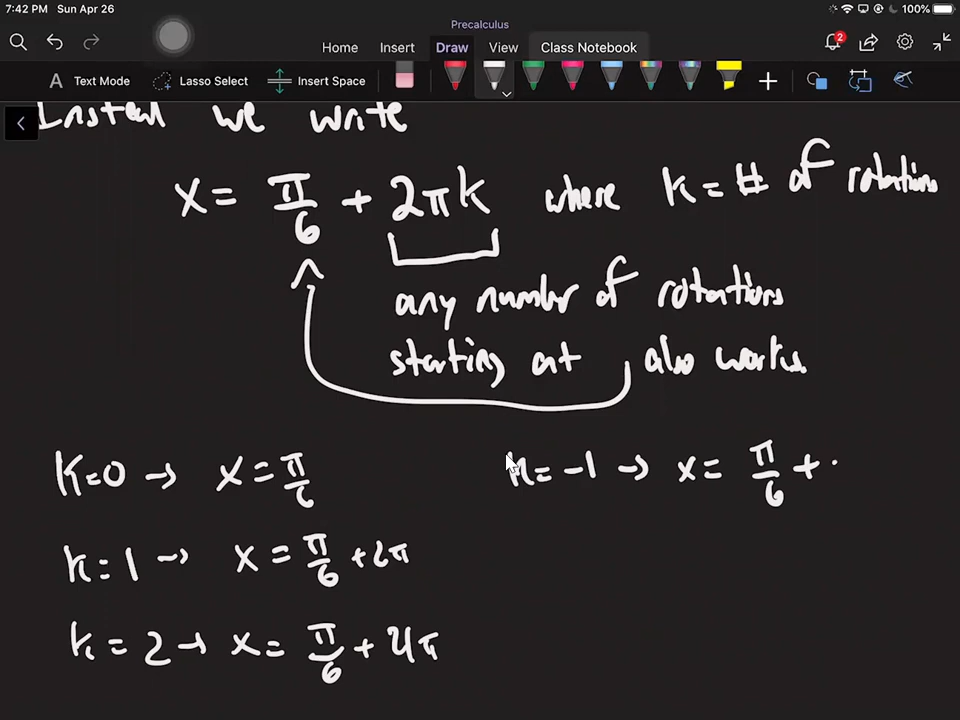 7:42 PM Sun Apr 26
100%
Precalculus
Home Insert Draw View Class Notebook
2
Text Mode Lasso Select Insert Space
Instead we write
x = π/6 + 2πk where k = # of rotations
any number of rotations
starting at also works.
k=0 → x = π/6
k=-1 → x = π/6 + ·
k=1 → x = π/6 + 2π
k=2 → x = π/6 + 4π